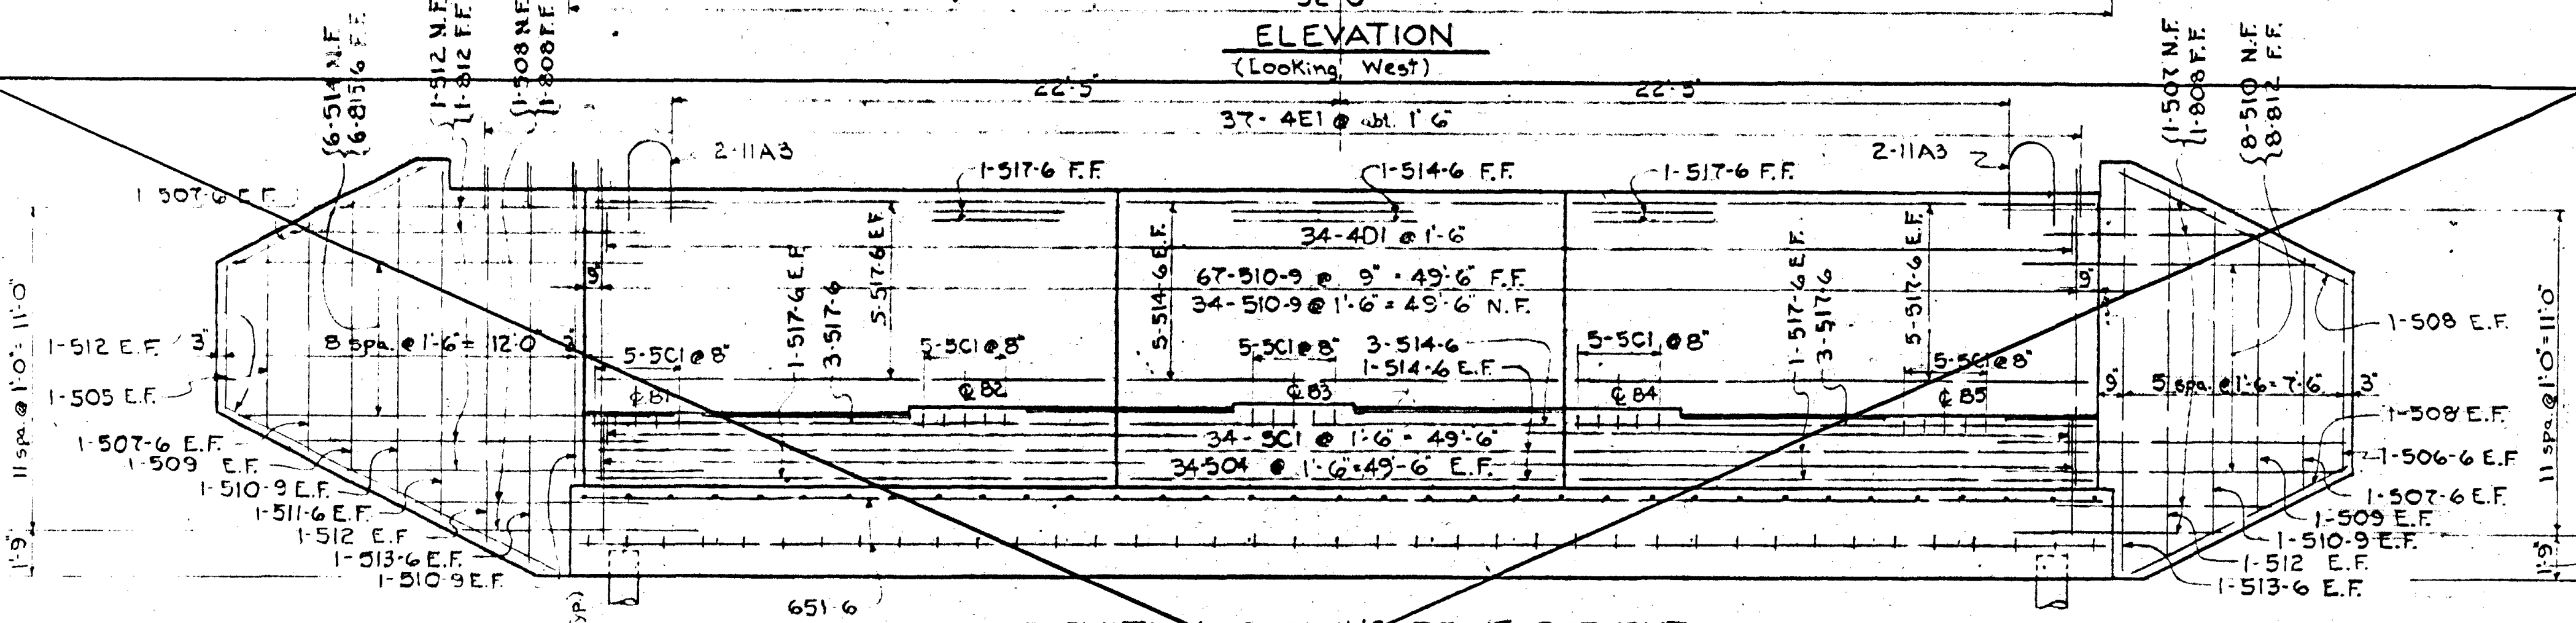 ELEVATION
(Looking West)
22'-5"
22'-5"
37-4E1 @ abt. 1'-6"
{6-514 N.F.
{6-815-6 F.F.
{1-512 N.F.
{1-812 F.F.
{1-508 N.F.
{1-808 F.F.
{1-507 N.F.
{1-808 F.F.
{8-510 N.F.
{8-812 F.F.
2-11A3
2-11A3
1-507-6 E.F.
1-517-6 F.F.
1-514-6 F.F.
1-517-6 F.F.
34-4D1 @ 1'-6"
67-510-9 @ 9" = 49'-6" F.F.
34-510-9 @ 1'-6" = 49'-6" N.F.
9"
9"
1-517-6 E.F.
3-517-6
5-517-6 E.F.
5-514-6 E.F.
1-517-6 E.F.
3-517-6
5-517-6 E.F.
11 spa @ 1'-0" = 11'-0"
1'-9"
1-512 E.F.
3"
8 spa. @ 1'-6" = 12'-0"
1-505 E.F.
5-5C1 @ 8"
5-5C1 @ 8"
5-5C1 @ 8"
5-5C1 @ 8"
5-5C1 @ 8"
3-514-6
1-514-6 E.F.
℄ B1
℄ B2
℄ B3
℄ B4
℄ B5
9"
5 spa. @ 1'-6 = 7'-6"
3"
1-508 E.F.
1-508 E.F.
1-506-6 E.F.
1-507-6 E.F.
1-509 E.F.
1-510-9 E.F.
1-512 E.F.
1-513-6 E.F.
11 spa @ 1'-0" = 11'-0"
1'-9"
34-5C1 @ 1'-6" = 49'-6"
34-504 @ 1'-6" = 49'-6" E.F.
1-507-6 E.F.
1-509 E.F.
1-510-9 E.F.
1-511-6 E.F.
1-512 E.F.
1-513-6 E.F.
1-510-9 E.F.
651-6